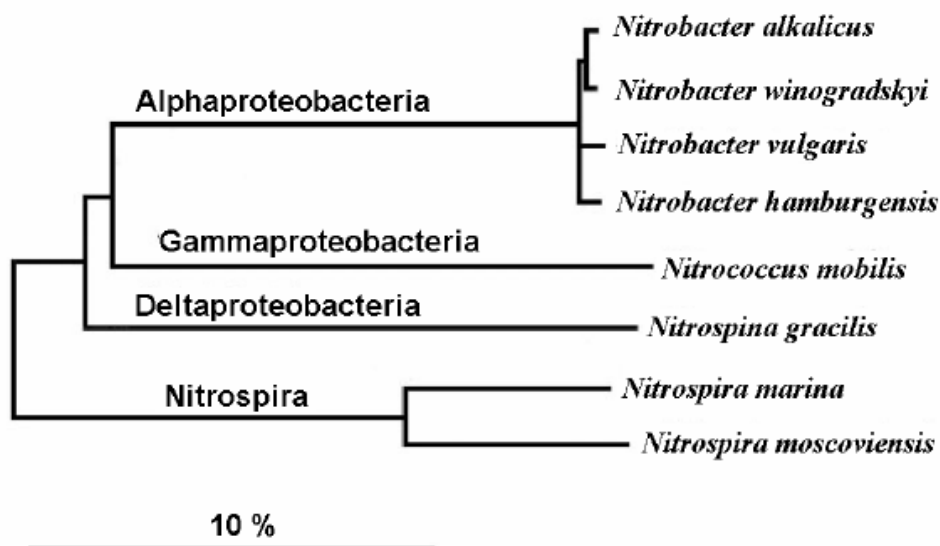 Nitrobacter alkalicus
Nitrobacter winogradskyi
Alphaproteobacteria
Nitrobacter vulgaris
Nitrobacter hamburgensis
Gammaproteobacteria
Nitrococcus mobilis
Deltaproteobacteria
Nitrospina gracilis
Nitrospira
Nitrospira marina
Nitrospira moscoviensis
10 %